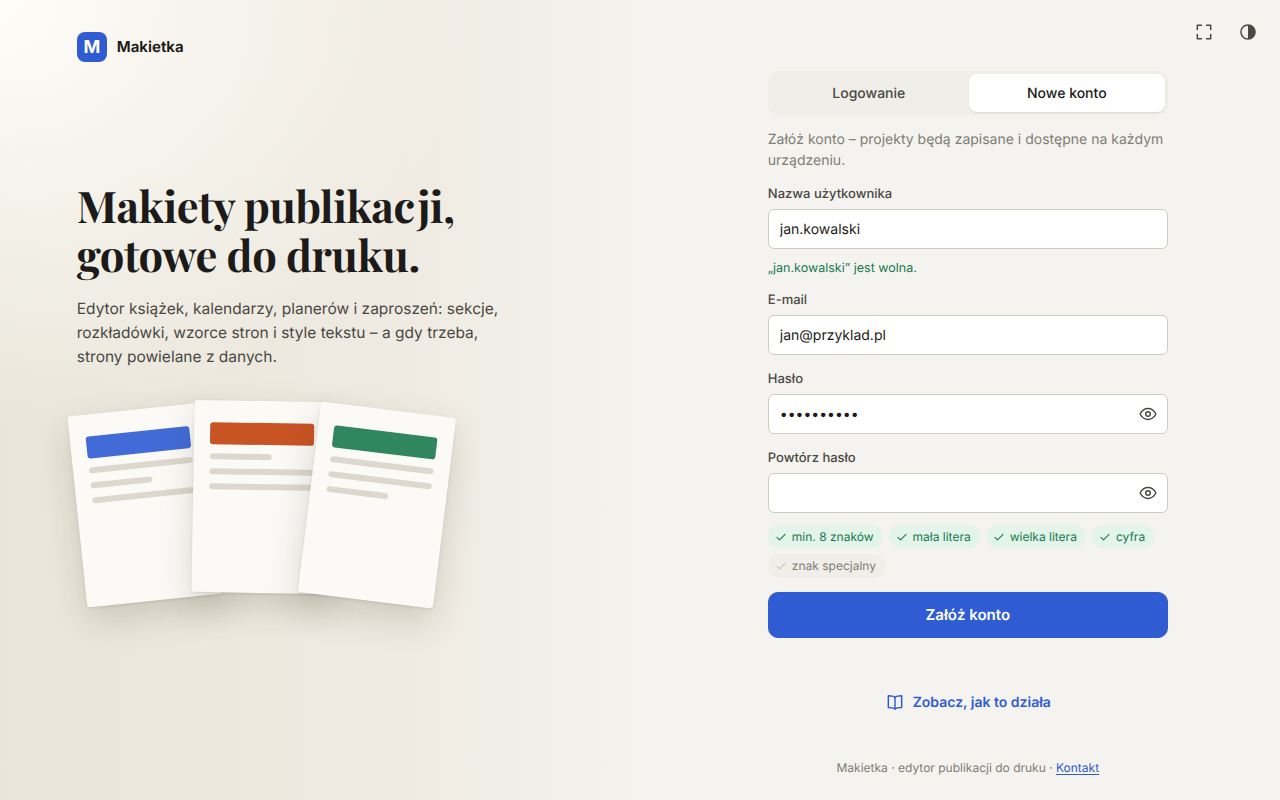 M Makietka
Makiety publikacji,
gotowe do druku.
Edytor książek, kalendarzy, planerów i zaproszeń: sekcje,
rozkładówki, wzorce stron i style tekstu – a gdy trzeba,
strony powielane z danych.
Logowanie
Nowe konto
Załóż konto – projekty będą zapisane i dostępne na każdym
urządzeniu.
Nazwa użytkownika
jan.kowalski
„jan.kowalski” jest wolna.
E-mail
jan@przyklad.pl
Hasło
••••••••••
Powtórz hasło
min. 8 znaków
mała litera
wielka litera
cyfra
znak specjalny
Załóż konto
Zobacz, jak to działa
Makietka · edytor publikacji do druku · Kontakt